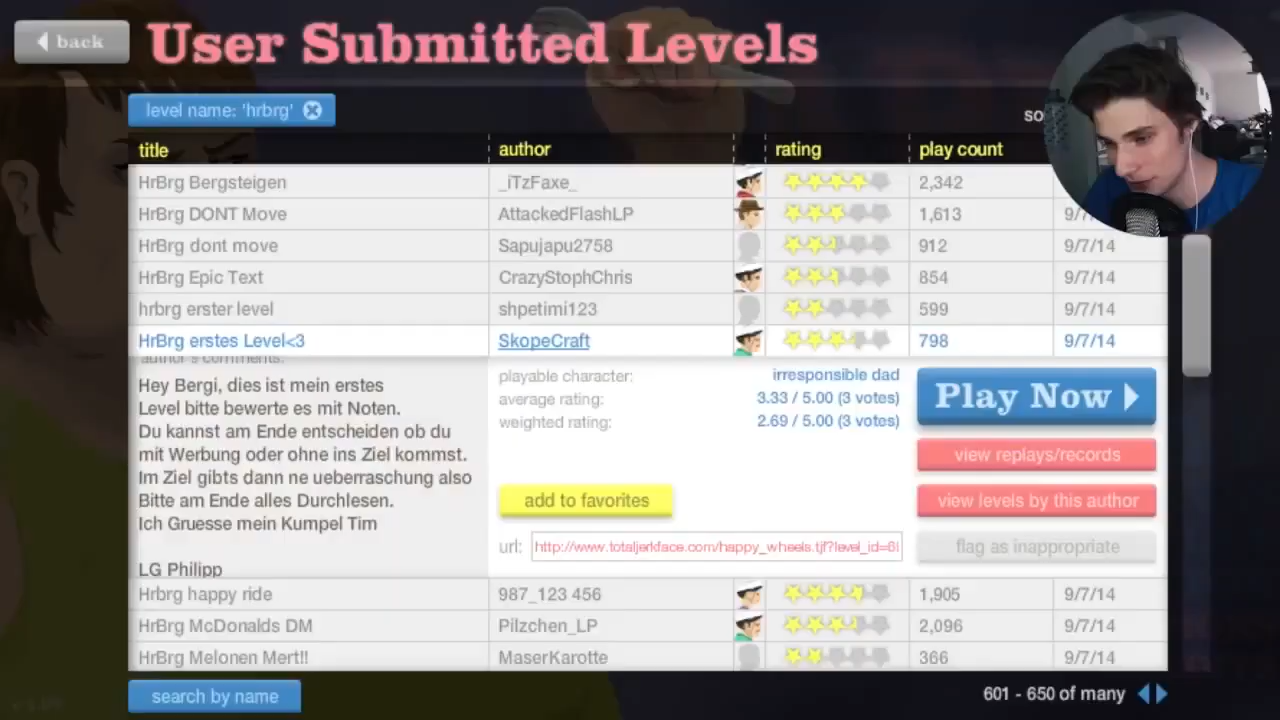 back
User Submitted Levels
level name: 'hrbrg'
so
title author rating play count
HrBrg Bergsteigen _iTzFaxe_ 2,342
HrBrg DONT Move AttackedFlashLP 1,613 9/7/
HrBrg dont move Sapujapu2758 912 9/7/14
HrBrg Epic Text CrazyStophChris 854 9/7/14
hrbrg erster level shpetimi123 599 9/7/14
HrBrg erstes Level<3 SkopeCraft 798 9/7/14
author's comments:
Hey Bergi, dies ist mein erstes
Level bitte bewerte es mit Noten.
Du kannst am Ende entscheiden ob du
mit Werbung oder ohne ins Ziel kommst.
Im Ziel gibts dann ne ueberraschung also
Bitte am Ende alles Durchlesen.
Ich Gruesse mein Kumpel Tim
LG Philipp
playable character: irresponsible dad
average rating: 3.33 / 5.00 (3 votes)
weighted rating: 2.69 / 5.00 (3 votes)
add to favorites
url: http://www.totaljerkface.com/happy_wheels.tjf?level_id=6
Play Now
view replays/records
view levels by this author
flag as inappropriate
Hrbrg happy ride 987_123 456 1,905 9/7/14
HrBrg McDonalds DM Pilzchen_LP 2,096 9/7/14
HrBrg Melonen Mert!! MaserKarotte 366 9/7/14
search by name
601 - 650 of many